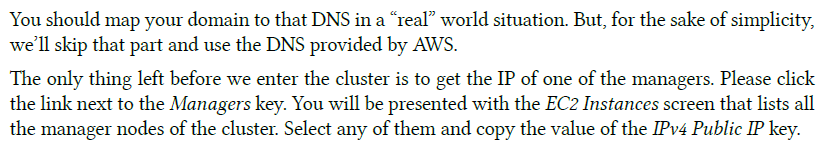 You should map your domain to that DNS in a “real” world situation. But, for the sake of simplicity,
we’ll skip that part and use the DNS provided by AWS.
The only thing left before we enter the cluster is to get the IP of one of the managers. Please click
the link next to the Managers key. You will be presented with the EC2 Instances screen that lists all
the manager nodes of the cluster. Select any of them and copy the value of the IPv4 Public IP key.